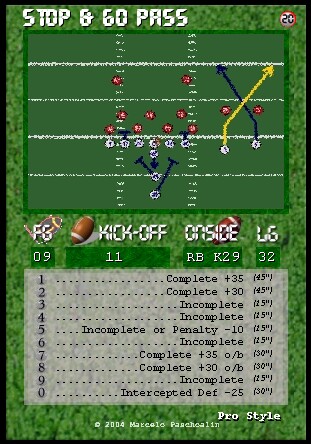 STOP & GO PASS
20
FG KICK-OFF ONSIDE LG
09 11 RB K29 32
1 ..................Complete +35 (45")
2 ..................Complete +30 (45")
3 ....................Incomplete (15")
4 ....................Incomplete (15")
5 .....Incomplete or Penalty -10 (15")
6 ....................Incomplete (15")
7 ..............Complete +35 o/b (30")
8 ..............Complete +30 o/b (30")
9 ....................Incomplete (15")
0 ...........Intercepted Def -25 (30")
Pro Style
© 2004 Marcelo Paschoalin